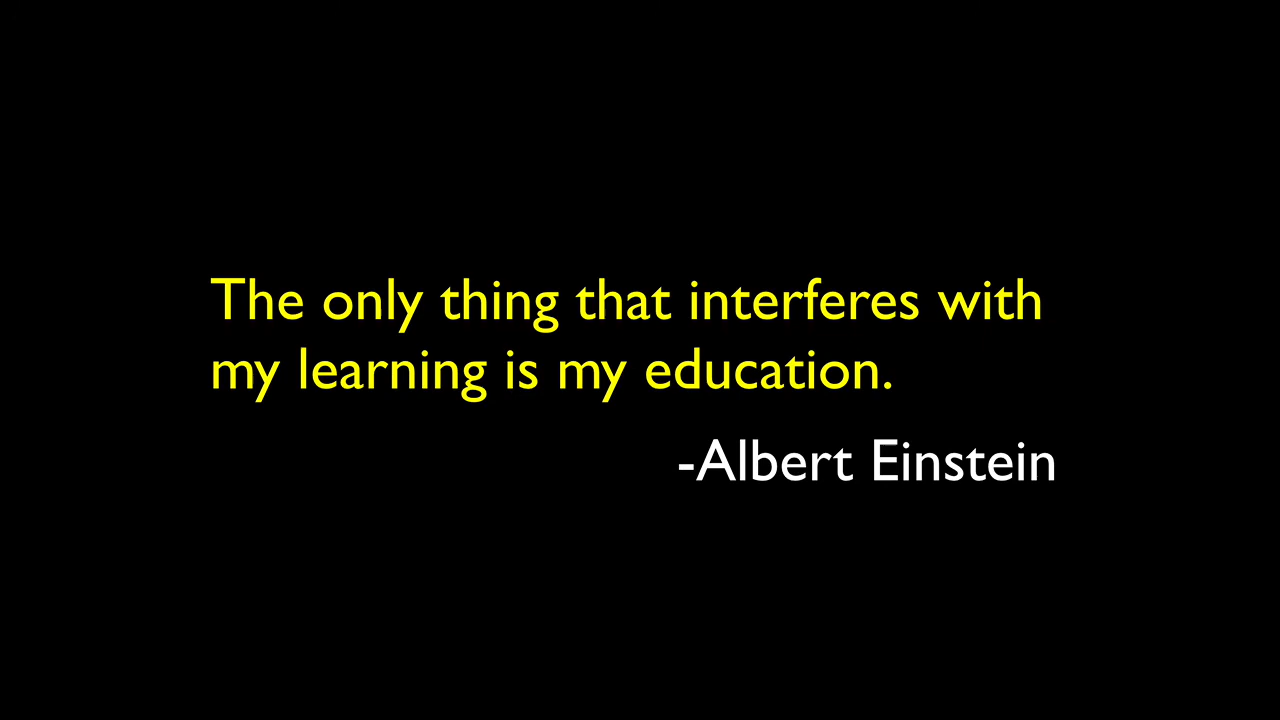 The only thing that interferes with
my learning is my education.
-Albert Einstein